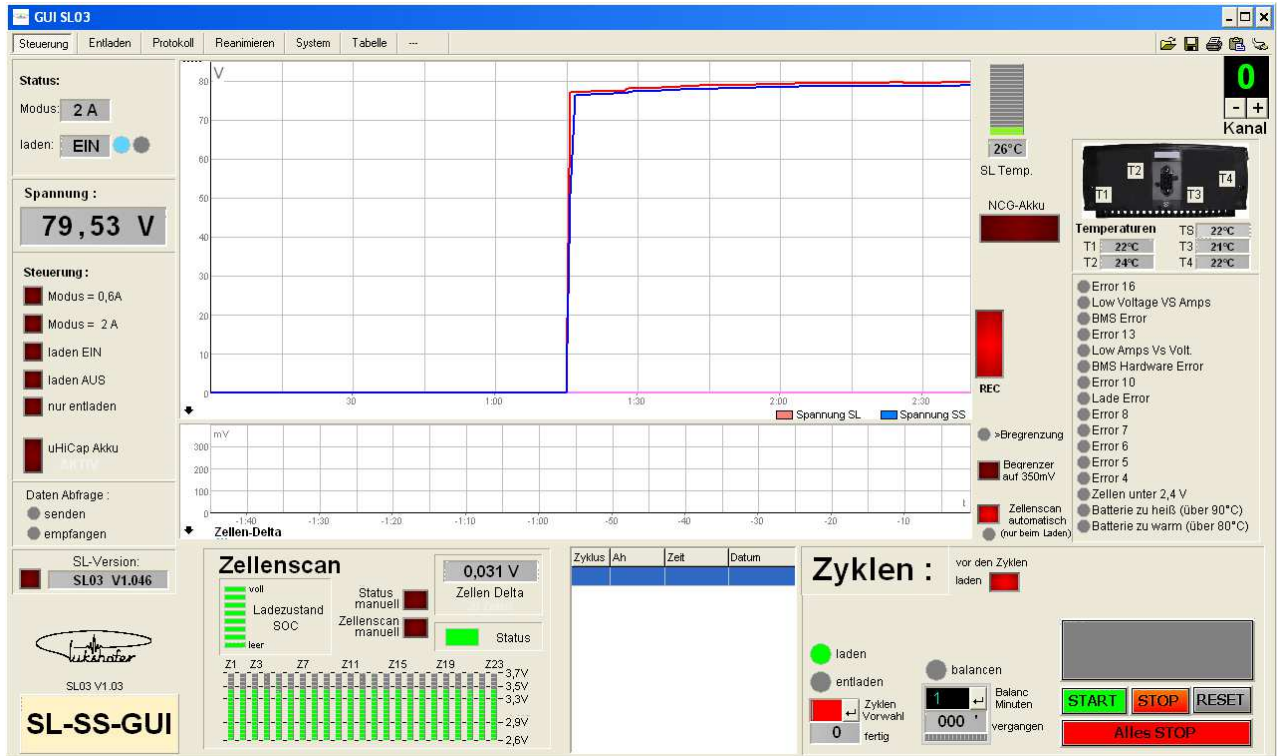 GUI SL03
Steuerung Entladen Protokoll Reanimieren System Tabelle ---
Status:
Modus: 2 A
laden: EIN
Spannung :
79,53 V
Steuerung :
Modus = 0,6A
Modus = 2 A
laden EIN
laden AUS
nur entladen
uHiCap Akku
AKTIV
Daten Abfrage :
senden
empfangen
SL-Version:
SL03 V1.046
SL03 V1.03
SL-SS-GUI
V
80
70
60
50
40
30
20
10
0
30 1:00 1:30 2:00 2:30
Spannung SL Spannung SS
mV
300
200
100
0
t
-1:40 -1:30 -1:20 -1:10 -1:00 -50 -40 -30 -20 -10
Zellen-Delta
26°C
SL Temp.
NCG-Akku
REC
>Bregrenzung
Begrenzer
auf 350mV
Zellenscan
automatisch
(nur beim Laden)
0
- +
Kanal
T1 T2 T3 T4
Temperaturen TS 22°C
T1 22°C T3 21°C
T2 24°C T4 22°C
Error 16
Low Voltage VS Amps
BMS Error
Error 13
Low Amps Vs Volt.
BMS Hardware Error
Error 10
Lade Error
Error 8
Error 7
Error 6
Error 5
Error 4
Zellen unter 2,4 V
Batterie zu heiß (über 90°C)
Batterie zu warm (über 80°C)
Zellenscan
voll
Ladezustand
SOC
leer
Status
manuell
Zellenscan
manuell
0,031 V
Zellen Delta
Status
Z1 Z3 Z7 Z11 Z15 Z19 Z23
3,7V
3,5V
3,3V
2,9V
2,6V
Zyklus Ah Zeit Datum
Zyklen :
vor den Zyklen
laden
laden
entladen
Zyklen
Vorwahl
0 fertig
balancen
1 Balanc
Minuten
000 ' vergangen
START STOP RESET
Alles STOP